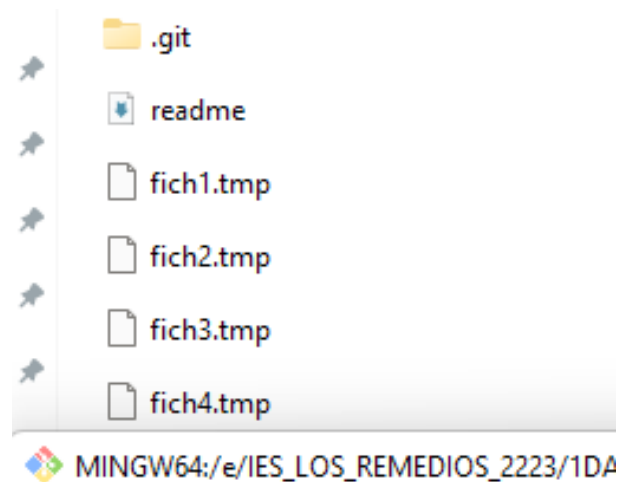 .git
readme
fich1.tmp
fich2.tmp
fich3.tmp
fich4.tmp
MINGW64:/e/IES_LOS_REMEDIOS_2223/1DA